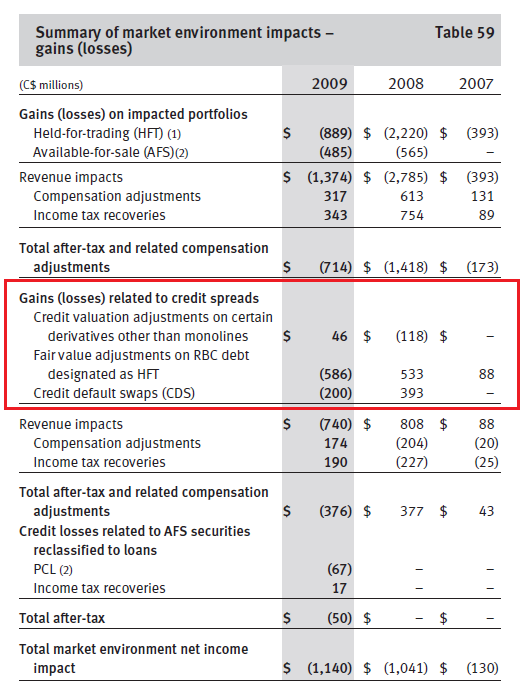 Summary of market environment impacts – Table 59
gains (losses)
(C$ millions) 2009 2008 2007
Gains (losses) on impacted portfolios
Held-for-trading (HFT) (1) $ (889) $ (2,220) $ (393)
Available-for-sale (AFS)(2) (485) (565) –
Revenue impacts $ (1,374) $ (2,785) $ (393)
Compensation adjustments 317 613 131
Income tax recoveries 343 754 89
Total after-tax and related compensation
adjustments $ (714) $ (1,418) $ (173)
Gains (losses) related to credit spreads
Credit valuation adjustments on certain
derivatives other than monolines $ 46 $ (118) $ –
Fair value adjustments on RBC debt
designated as HFT (586) 533 88
Credit default swaps (CDS) (200) 393 –
Revenue impacts $ (740) $ 808 $ 88
Compensation adjustments 174 (204) (20)
Income tax recoveries 190 (227) (25)
Total after-tax and related compensation
adjustments $ (376) $ 377 $ 43
Credit losses related to AFS securities
reclassified to loans
PCL (2) (67) – –
Income tax recoveries 17 – –
Total after-tax $ (50) $ – $ –
Total market environment net income
impact $ (1,140) $ (1,041) $ (130)